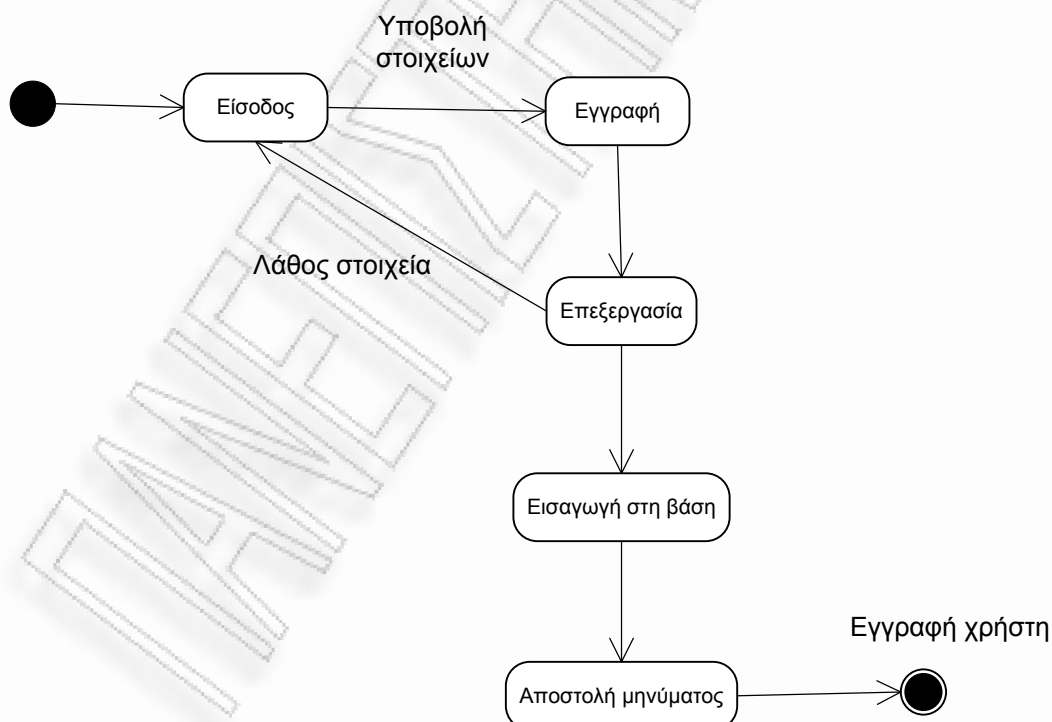 Υποβολή
στοιχείων
Είσοδος
Εγγραφή
Λάθος στοιχεία
Επεξεργασία
Εισαγωγή στη βάση
Εγγραφή χρήστη
Αποστολή μηνύματος